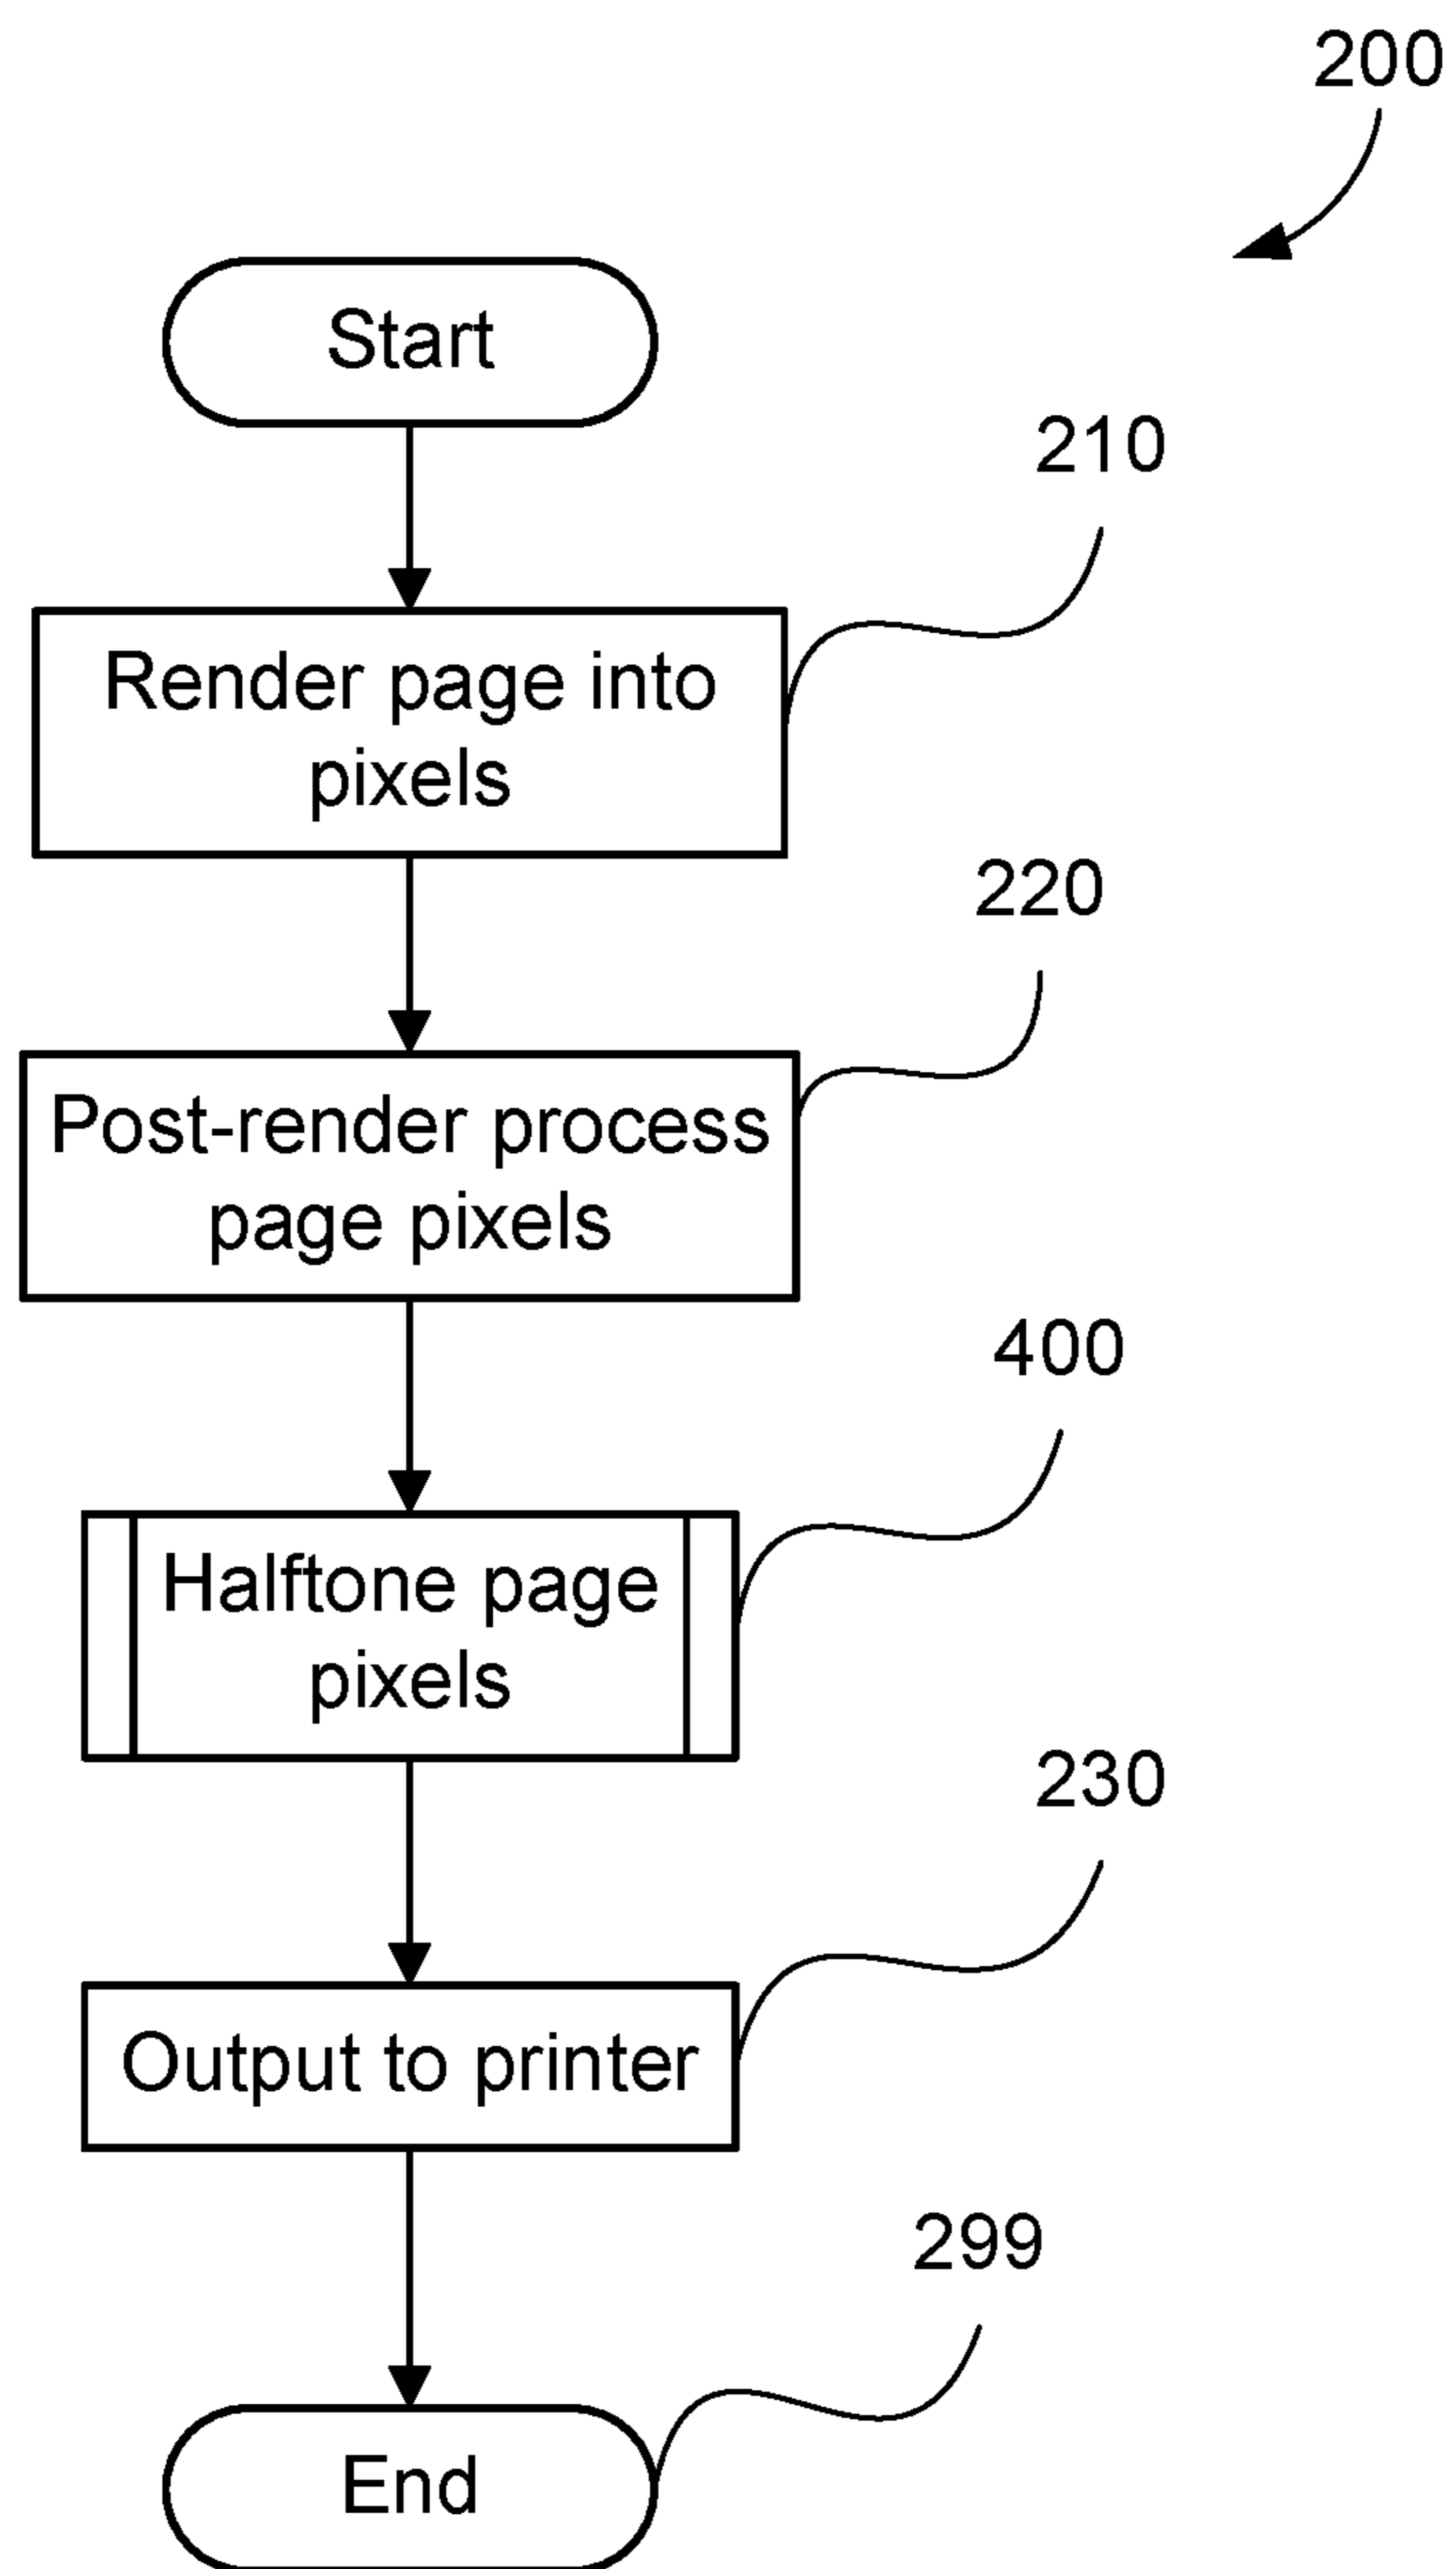 200
Start
210
Render page into
pixels
220
Post-render process
page pixels
400
Halftone page
pixels
230
Output to printer
299
End